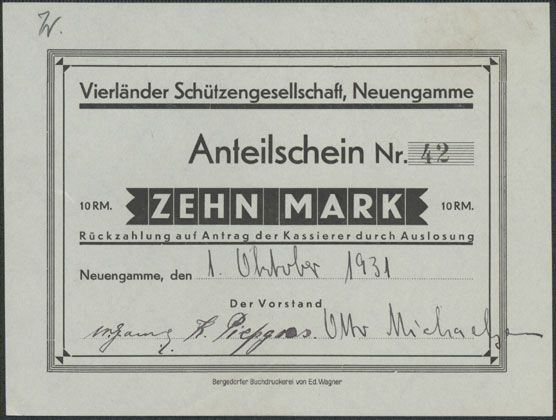 W.
Vierländer Schützengesellschaft, Neuengamme
Anteilschein Nr. 42
10 RM. ZEHN MARK 10 RM.
Rückzahlung auf Antrag der Kassierer durch Auslosung
Neuengamme, den 1. Oktober 1931
Der Vorstand
H. Piepgras. Otto Michaelsen
Bergedorfer Buchdruckerei von Ed. Wagner